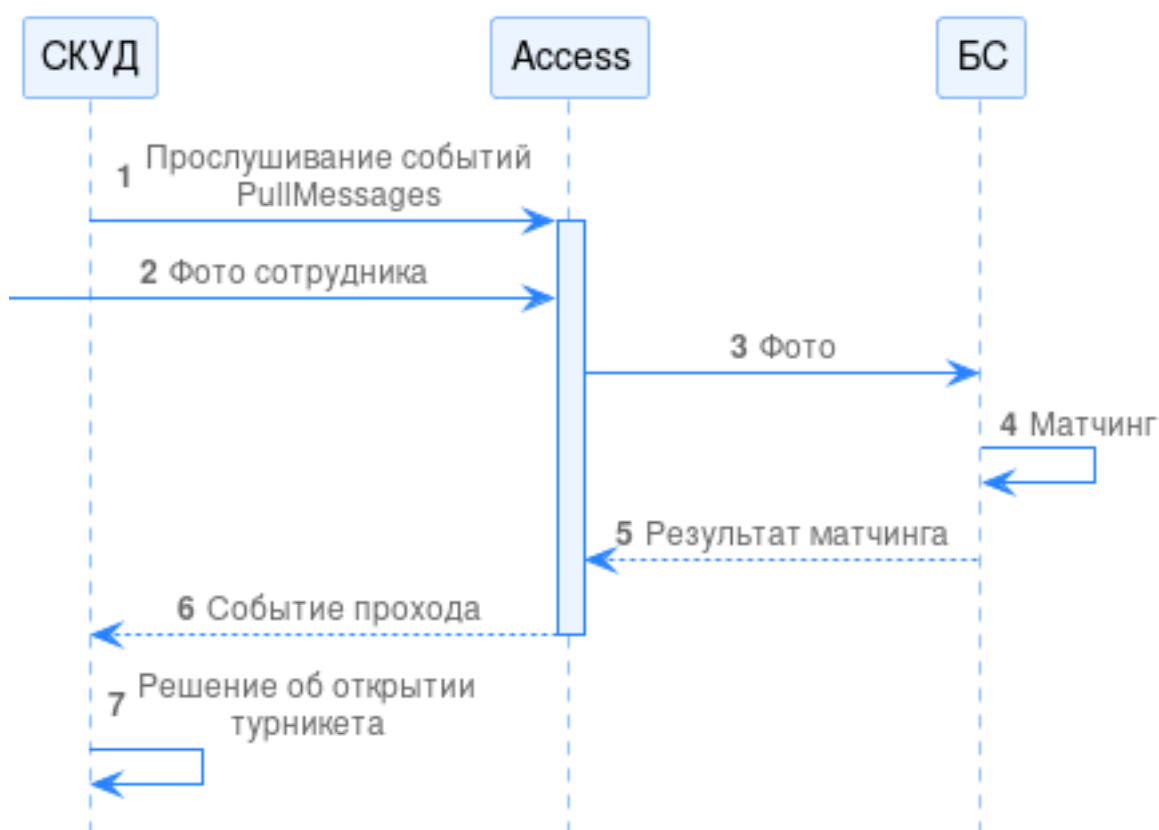 СКУД
Access
БС
1 Прослушивание событий
PullMessages
2 Фото сотрудника
3 Фото
4 Матчинг
5 Результат матчинга
6 Событие прохода
7 Решение об открытии
турникета